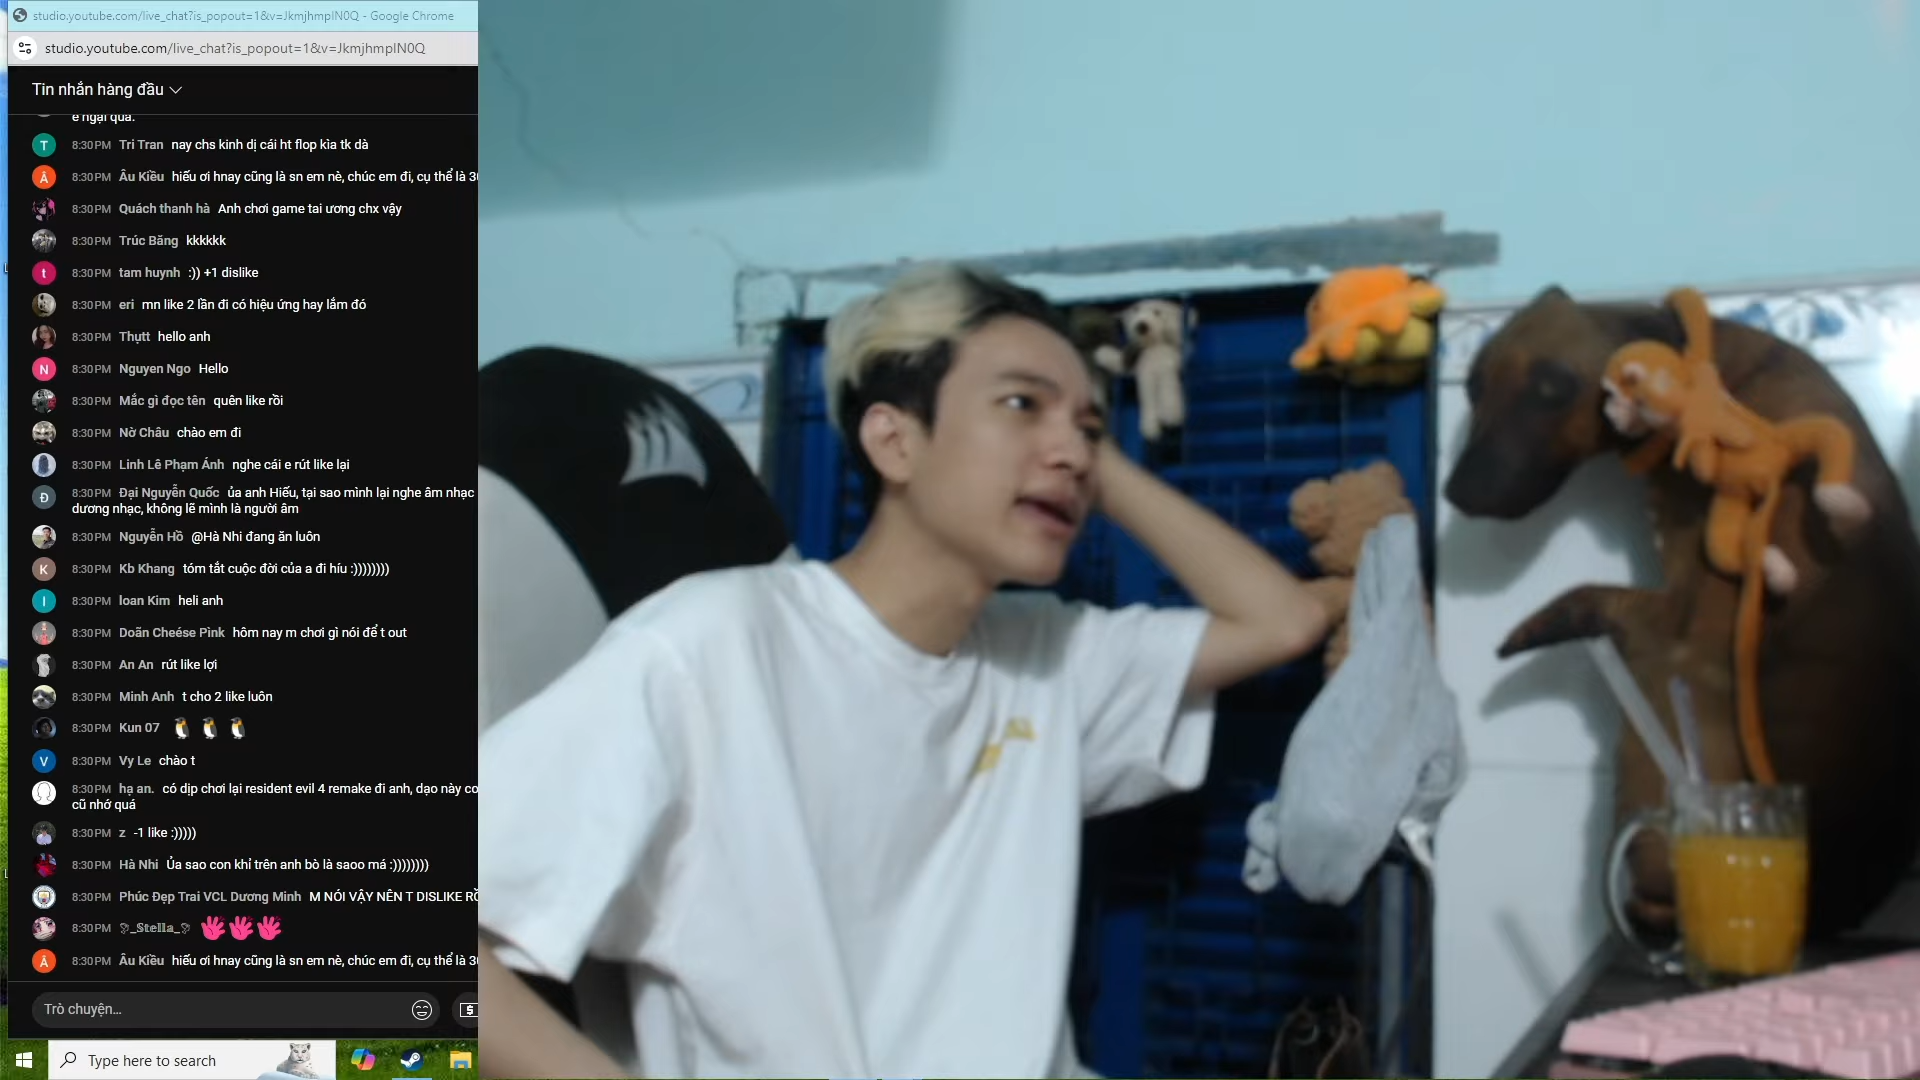 studio.youtube.com/live_chat?is_popout=1&v=JkmjhmpIN0Q - Google Chrome
studio.youtube.com/live_chat?is_popout=1&v=JkmjhmpIN0Q
Tin nhắn hàng đầu
e ngại quá.
T 8:30 PM Tri Tran nay chs kinh dị cái ht flop kìa tk dà
Â 8:30 PM Âu Kiều hiếu ơi hnay cũng là sn em nè, chúc em đi, cụ thể là
8:30 PM Quách thanh hà Anh chơi game tai ương chx vậy
8:30 PM Trúc Băng kkkkkk
t 8:30 PM tam huynh :)) +1 dislike
8:30 PM eri mn like 2 lần đi có hiệu ứng hay lắm đó
8:30 PM Thụtt hello anh
N 8:30 PM Nguyen Ngo Hello
8:30 PM Mắc gì đọc tên quên like rồi
8:30 PM Nờ Châu chào em đi
8:30 PM Linh Lê Phạm Ánh nghe cái e rút like lại
Đ 8:30 PM Đại Nguyễn Quốc ủa anh Hiếu, tại sao mình lại nghe âm nhạc
dương nhạc, không lẽ mình là người âm
8:30 PM Nguyễn Hồ @Hà Nhi đang ăn luôn
K 8:30 PM Kb Khang tóm tắt cuộc đời của a đi híu :))))))))
l 8:30 PM loan Kim heli anh
8:30 PM Doãn Cheése Pink hôm nay m chơi gì nói để t out
8:30 PM An An rút like lợi
8:30 PM Minh Anh t cho 2 like luôn
8:30 PM Kun 07 🐧 🐧 🐧
V 8:30 PM Vy Le chào t
8:30 PM hạ an. có dịp chơi lại resident evil 4 remake đi anh, dạo này co
cũ nhớ quá
8:30 PM z -1 like :)))))
8:30 PM Hà Nhi Ủa sao con khỉ trên anh bò là saoo má :))))))))
8:30 PM Phúc Đẹp Trai VCL Dương Minh M NÓI VẬY NÊN T DISLIKE
8:30 PM _𝕊𝕥𝕖𝕝𝕝𝕒_
Â 8:30 PM Âu Kiều hiếu ơi hnay cũng là sn em nè, chúc em đi, cụ thể là
Trò chuyện...
$
Type here to search